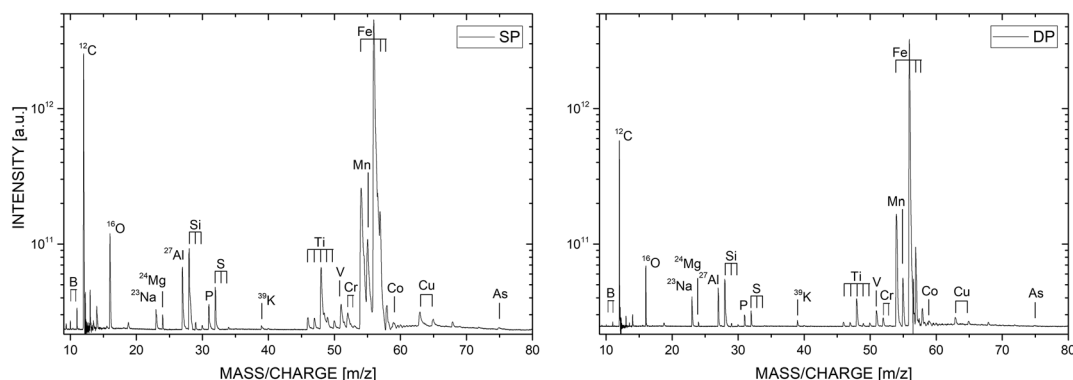 SP
INTENSITY [a.u.]
10¹²
10¹¹
¹²C
Fe
Mn
¹⁶O
²⁷Al
Si
Ti
²⁴Mg
S
V
B
²³Na
P
³⁹K
Cr
Co
Cu
As
10 20 30 40 50 60 70 80
MASS/CHARGE [m/z]
DP
10¹²
10¹¹
Fe
¹²C
Mn
¹⁶O
²⁴Mg
Si
²⁷Al
Ti
²³Na
V
B
P
S
³⁹K
Cr
Co
Cu
As
10 20 30 40 50 60 70 80
MASS/CHARGE [m/z]